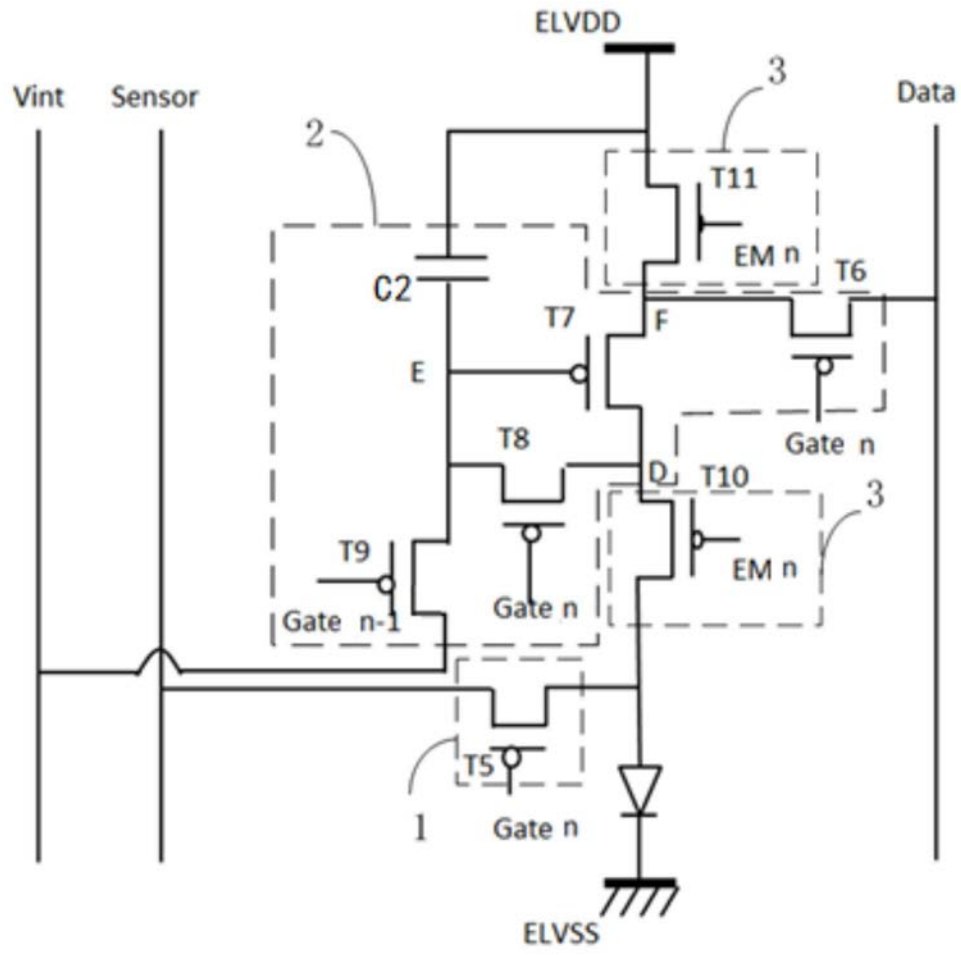 ELVDD
Vint
Sensor
Data
3
2
T11
EM n
T6
C2
T7
F
E
Gate n
T8
D
T10
3
T9
EM n
Gate n-1
Gate n
T5
1
Gate n
ELVSS